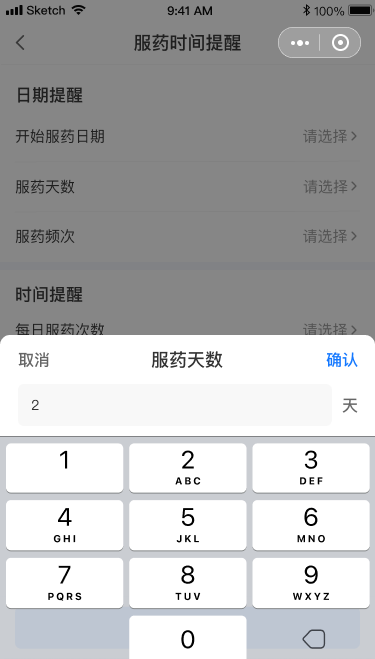 Sketch 9:41 AM 100%
服药时间提醒
日期提醒
开始服药日期 请选择
服药天数 请选择
服药频次 请选择
时间提醒
每日服药次数 请选择
取消 服药天数 确认
2 天
1 2 3
ABC DEF
4 5 6
GHI JKL MNO
7 8 9
PQRS TUV WXYZ
0